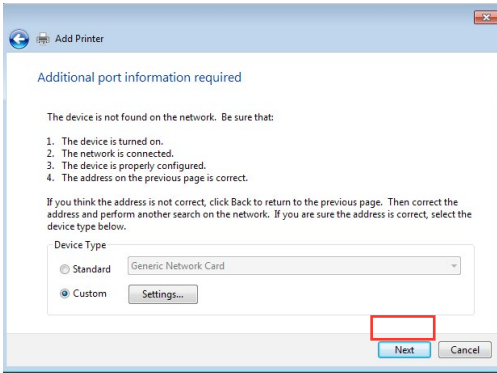 Add Printer
Additional port information required
The device is not found on the network.  Be sure that:
1.  The device is turned on.
2.  The network is connected.
3.  The device is properly configured.
4.  The address on the previous page is correct.
If you think the address is not correct, click Back to return to the previous page.  Then correct the
address and perform another search on the network.  If you are sure the address is correct, select the
device type below.
Device Type
Standard
Generic Network Card
Custom
Settings...
Next
Cancel